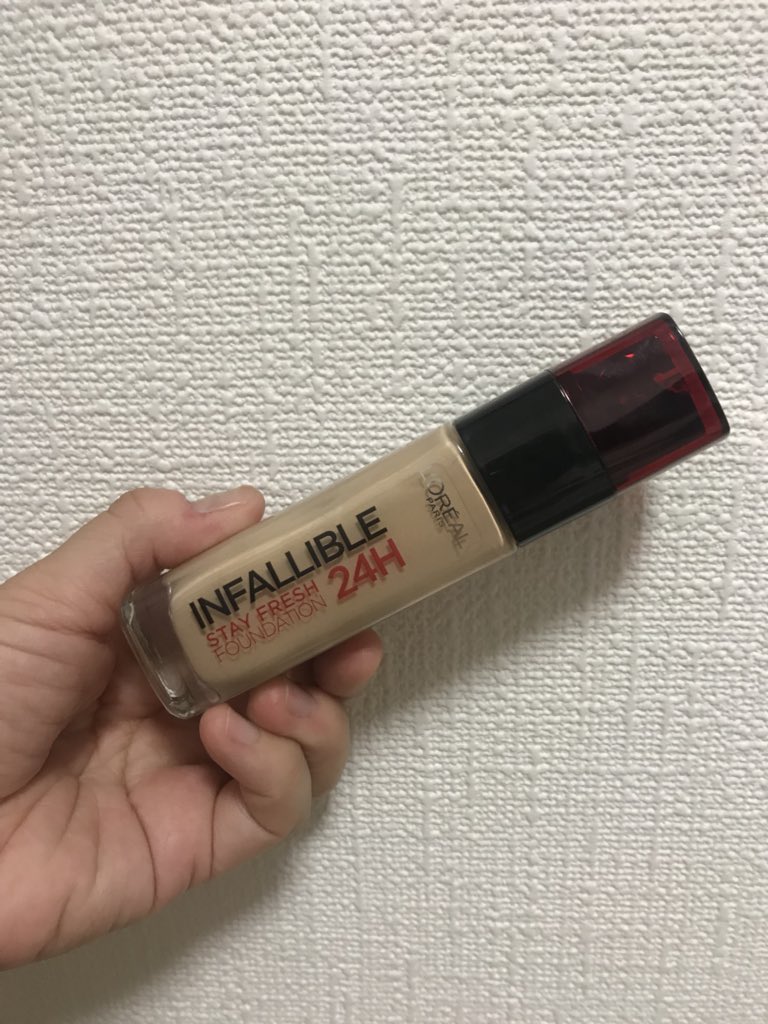 L'ORÉAL
PARIS
INFALLIBLE
24H
STAY FRESH
FOUNDATION